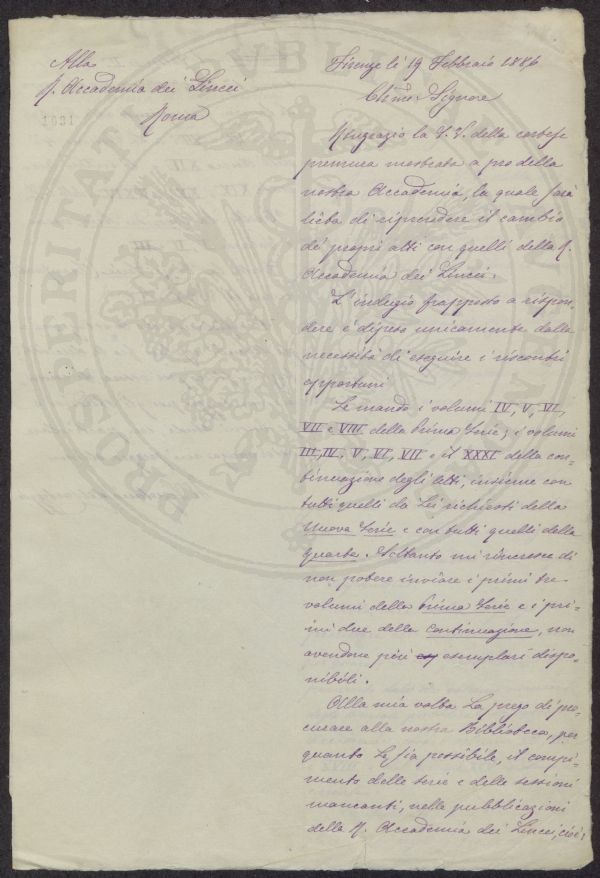 Alla
R. Accademia dei Lincei
Roma
1031
Firenze li 19 Febbraio 1886
Chmo: Signore
Ringrazio la S.V. della cortese
premura mostrata a pro della
nostra Accademia, la quale sarà
lieta di riprendere il cambio
de' proprî atti con quelli della R.
Accademia dei Lincei.
L'indugio frapposto a rispon-
dere è dipeso unicamente dalla
necessità di eseguire i riscontri
opportuni
Le mando i volumi IV, V, VI,
VII e VIII della Prima Serie; i volumi
III, IV, V, VI, VII e il XXXI della con-
tinuazione degli Atti, insieme con
tutti quelli da Lei richiesti della
Nuova Serie e con tutti quelli della
quarta. Soltanto mi rincresce di
non potere inviare i primi tre
volumi della Prima Serie e i pri-
mi due della Continuazione, non
avendone più esemplari dispo-
nibili.
Alla mia volta La prego di pro-
curare alla nostra Biblioteca, per
quanto Le sia possibile, il compi-
mento delle serie e delle sessioni
mancanti, nelle pubblicazioni
della R. Accademia dei Lincei, cioè:
PROSPERITATI PVBLICAE